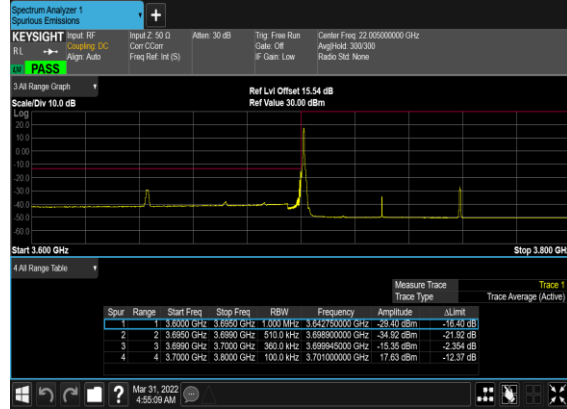 Spectrum Analyzer 1
Spurious Emissions
+
KEYSIGHT Input: RF Input Z: 50 Ω Atten: 30 dB Trig: Free Run Center Freq: 22.005000000 GHz
RL Coupling: DC Corr CCorr Gate: Off Avg|Hold: 300/300
Align: Auto Freq Ref: Int (S) IF Gain: Low Radio Std: None
PASS
3 All Range Graph
Ref Lvl Offset 15.54 dB
Scale/Div 10.0 dB Ref Value 30.00 dBm
Log
20.0
10.0
0.00
-10.0
-20.0
-30.0
-40.0
-50.0
-60.0
Start 3.600 GHz Stop 3.800 GHz
4 All Range Table
Measure Trace Trace 1
Trace Type Trace Average (Active)
Spur Range Start Freq Stop Freq RBW Frequency Amplitude ΔLimit
1 1 3.6000 GHz 3.6950 GHz 1.000 MHz 3.642750000 GHz -29.40 dBm -16.40 dB
2 2 3.6950 GHz 3.6990 GHz 510.0 kHz 3.698900000 GHz -34.92 dBm -21.92 dB
3 3 3.6990 GHz 3.7000 GHz 360.0 kHz 3.699945000 GHz -15.35 dBm -2.354 dB
4 4 3.7000 GHz 3.8000 GHz 100.0 kHz 3.701000000 GHz 17.63 dBm -12.37 dB
? Mar 31, 2022
4:55:09 AM